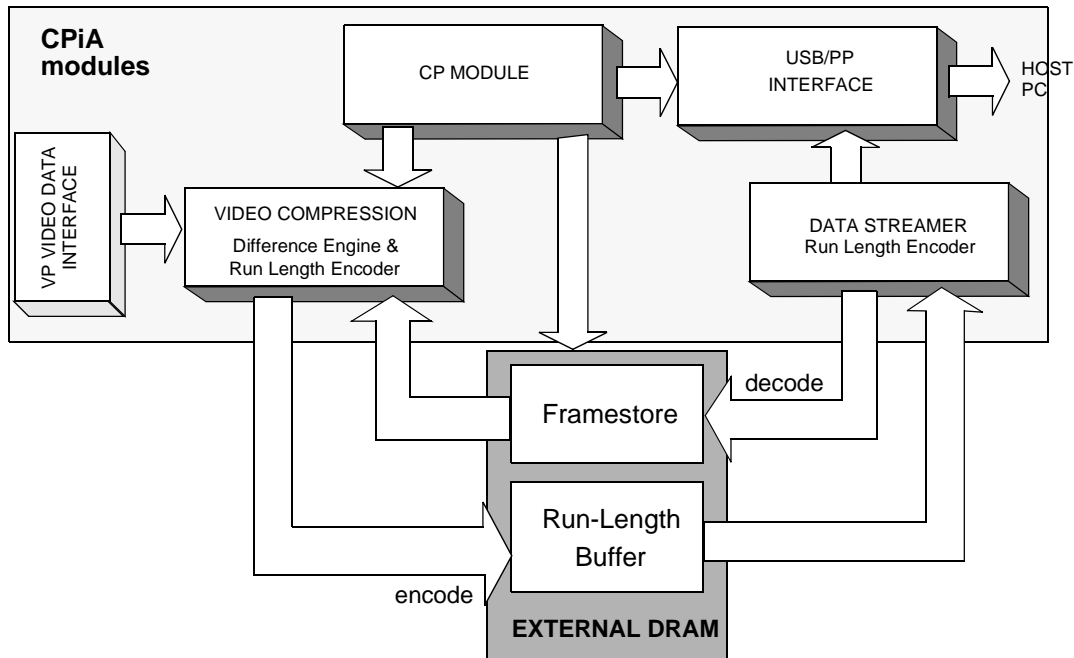 CPiA
modules
CP MODULE
USB/PP
INTERFACE
HOST
PC
VP VIDEO DATA
INTERFACE
VIDEO COMPRESSION
Difference Engine &
Run Length Encoder
DATA STREAMER
Run Length Encoder
decode
Framestore
Run-Length
Buffer
encode
EXTERNAL DRAM